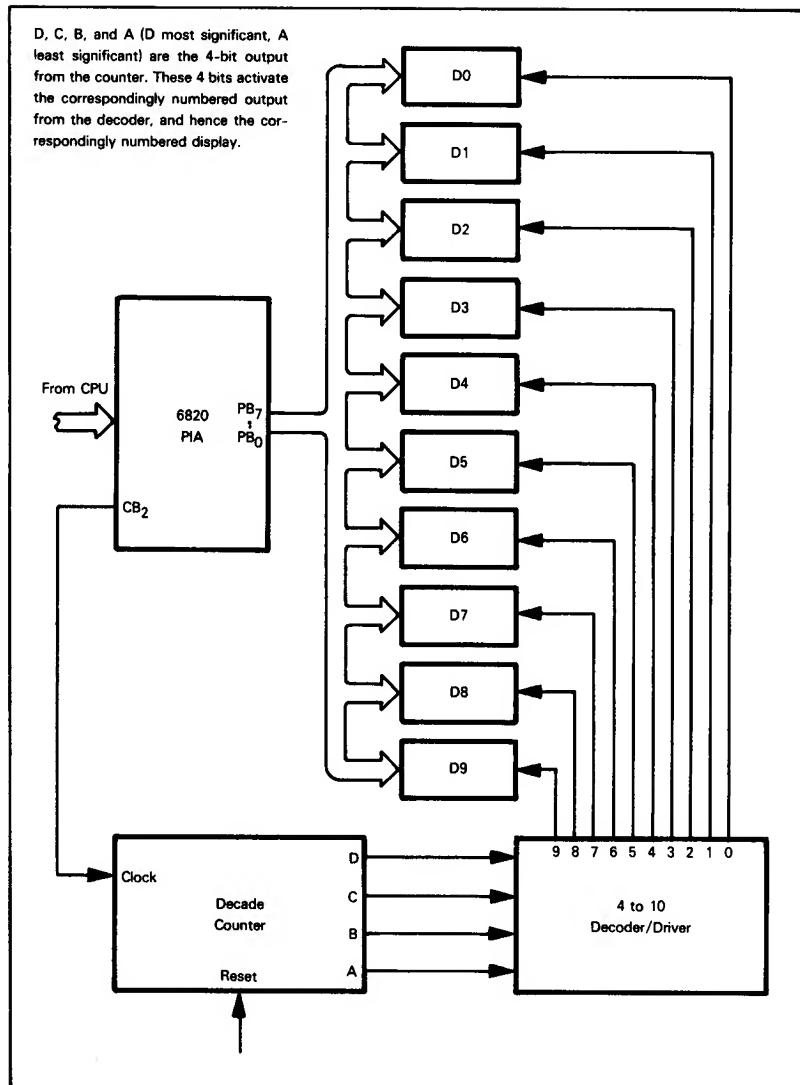 D, C, B, and A (D most significant, A
least significant) are the 4-bit output
from the counter. These 4 bits activate
the correspondingly numbered output
from the decoder, and hence the cor-
respondingly numbered display.
D0
D1
D2
D3
D4
D5
D6
D7
D8
D9
From CPU
6820
PIA
PB7
PB0
CB2
9 8 7 6 5 4 3 2 1 0
Clock
Decade
Counter
Reset
D
C
B
A
4 to 10
Decoder/Driver